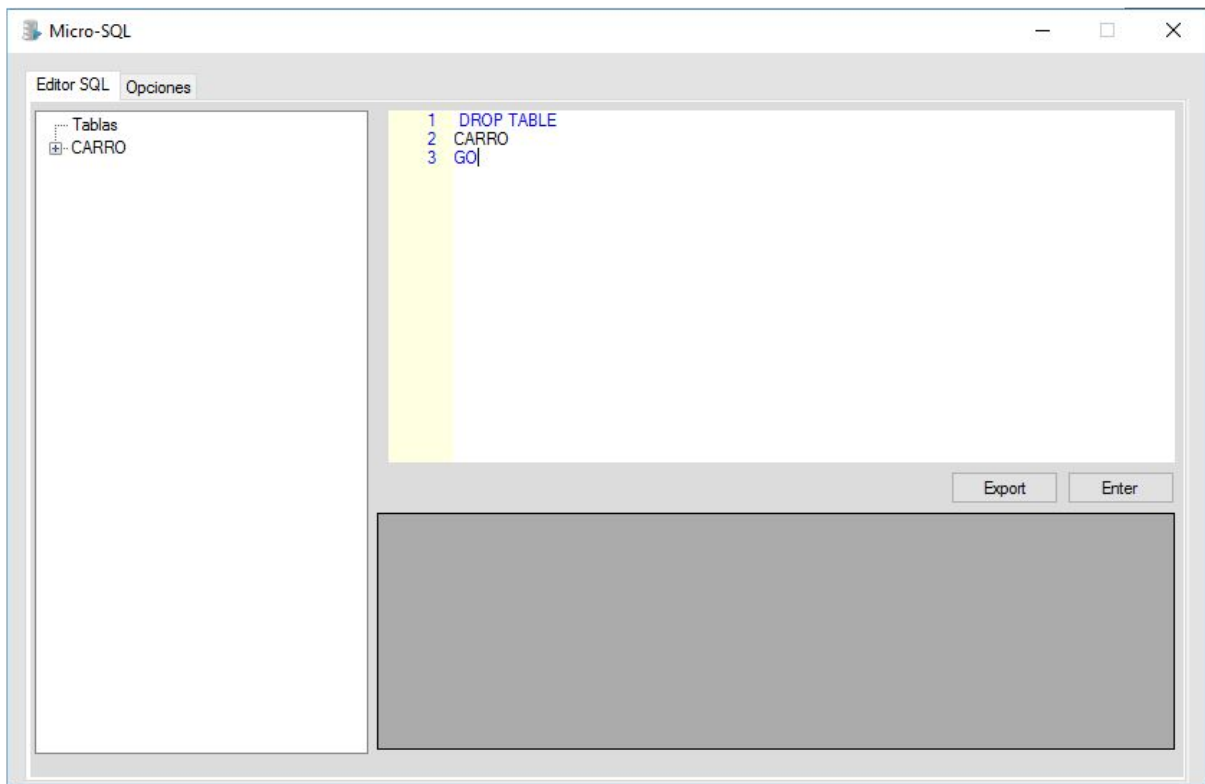 Micro-SQL
Editor SQL Opciones
Tablas
CARRO
1 DROP TABLE
2 CARRO
3 GO
Export Enter